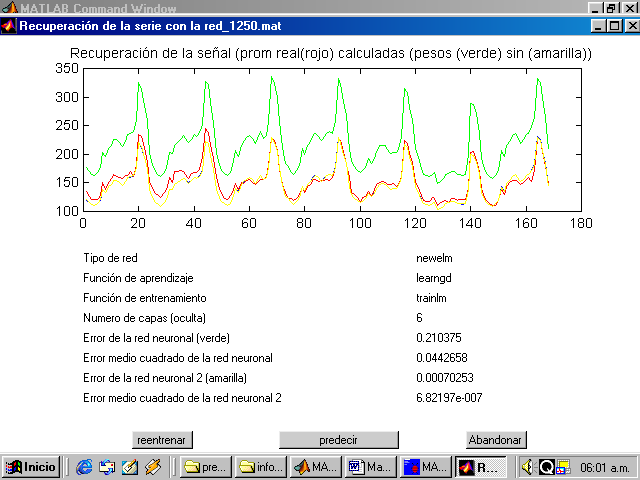 MATLAB Command Window
Recuperación de la serie con la red_1250.mat
Recuperación de la señal (prom real(rojo) calculadas (pesos (verde) sin (amarilla))
350
300
250
200
150
100
0 20 40 60 80 100 120 140 160 180
Tipo de red newelm
Función de aprendizaje learngd
Función de entrenamiento trainlm
Numero de capas (oculta) 6
Error de la red neuronal (verde) 0.210375
Error medio cuadrado de la red neuronal 0.0442658
Error de la red neuronal 2 (amarilla) 0.00070253
Error medio cuadrado de la red neuronal 2 6.82197e-007
reentrenar predecir Abandonar
Inicio pre... info... MA... Ma... MA... R... 06:01 a.m.